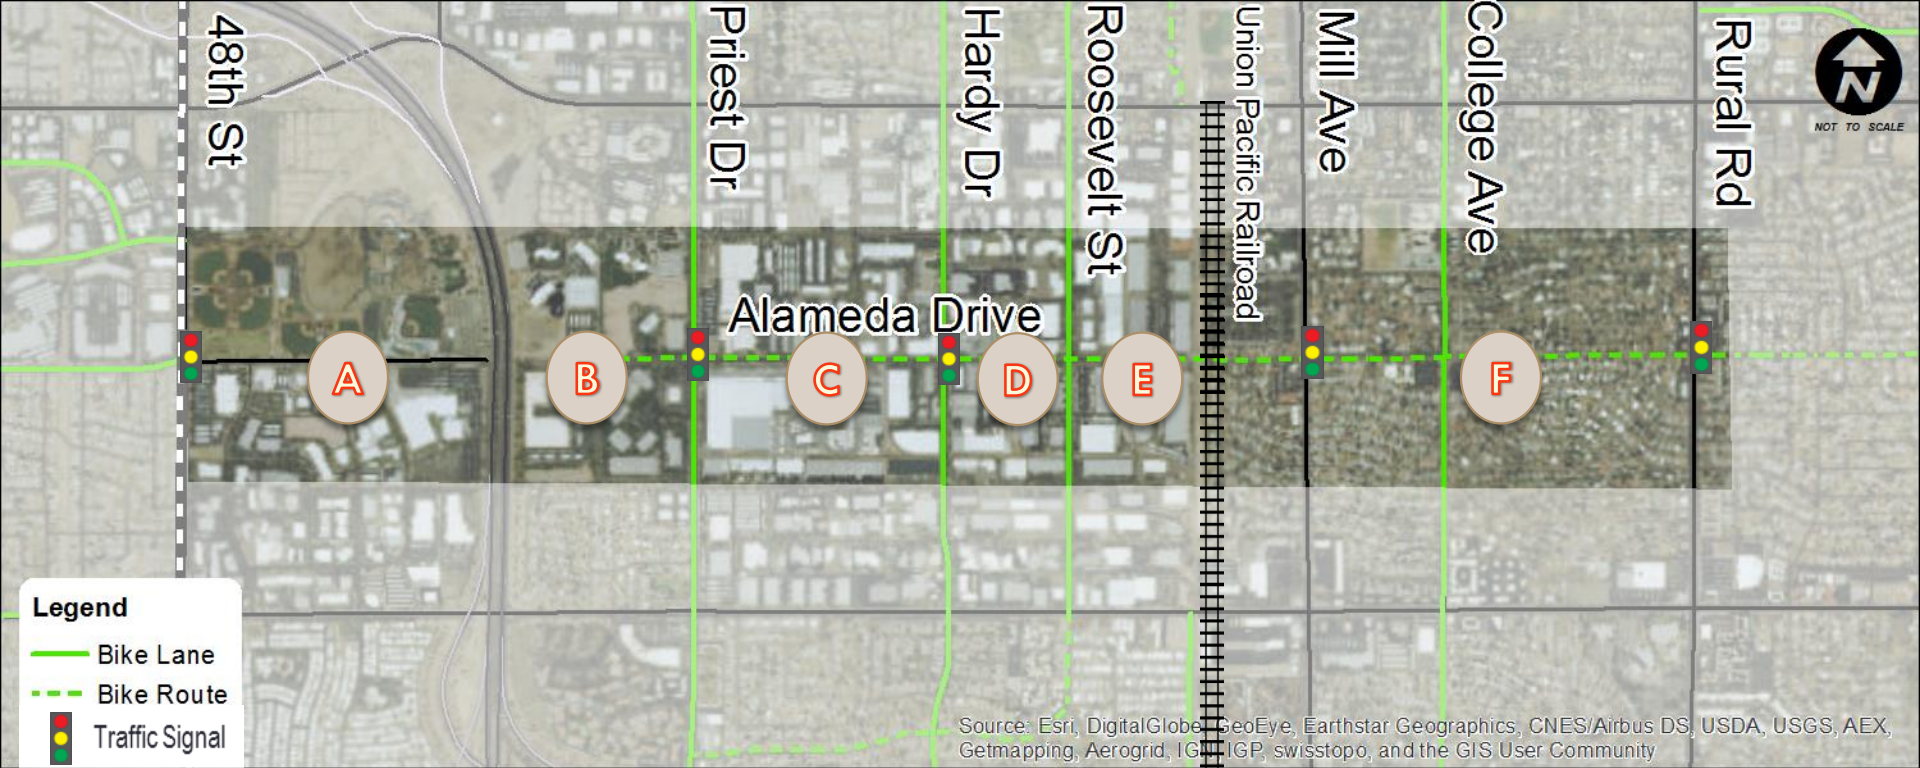 48th St
Priest Dr
Hardy Dr
Roosevelt St
Union Pacific Railroad
Mill Ave
College Ave
Rural Rd
N
NOT TO SCALE
Alameda Drive
A
B
C
D
E
F
Legend
Bike Lane
Bike Route
Traffic Signal
Source: Esri, DigitalGlobe, GeoEye, Earthstar Geographics, CNES/Airbus DS, USDA, USGS, AEX,
Getmapping, Aerogrid, IGN, IGP, swisstopo, and the GIS User Community